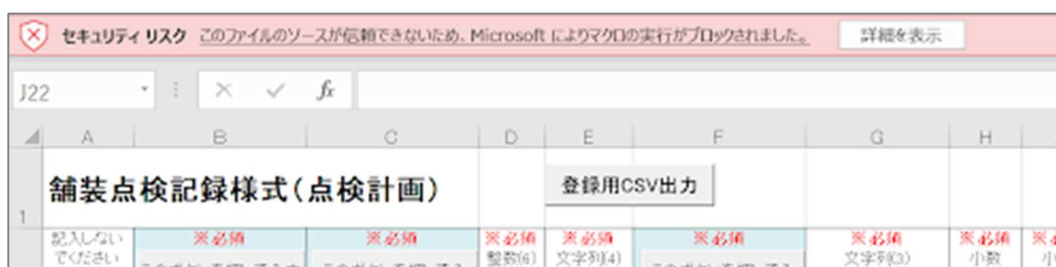 セキュリティ リスク このファイルのソースが信頼できないため、Microsoft によりマクロの実行がブロックされました。 詳細を表示
J22 fx
A B C D E F G H
1 舗装点検記録様式(点検計画) 登録用CSV出力
記入しない ※必須 ※必須 ※必須 ※必須 ※必須 ※必須 ※必須
でください 整数(6) 文字列(4) 文字列(3) 小数